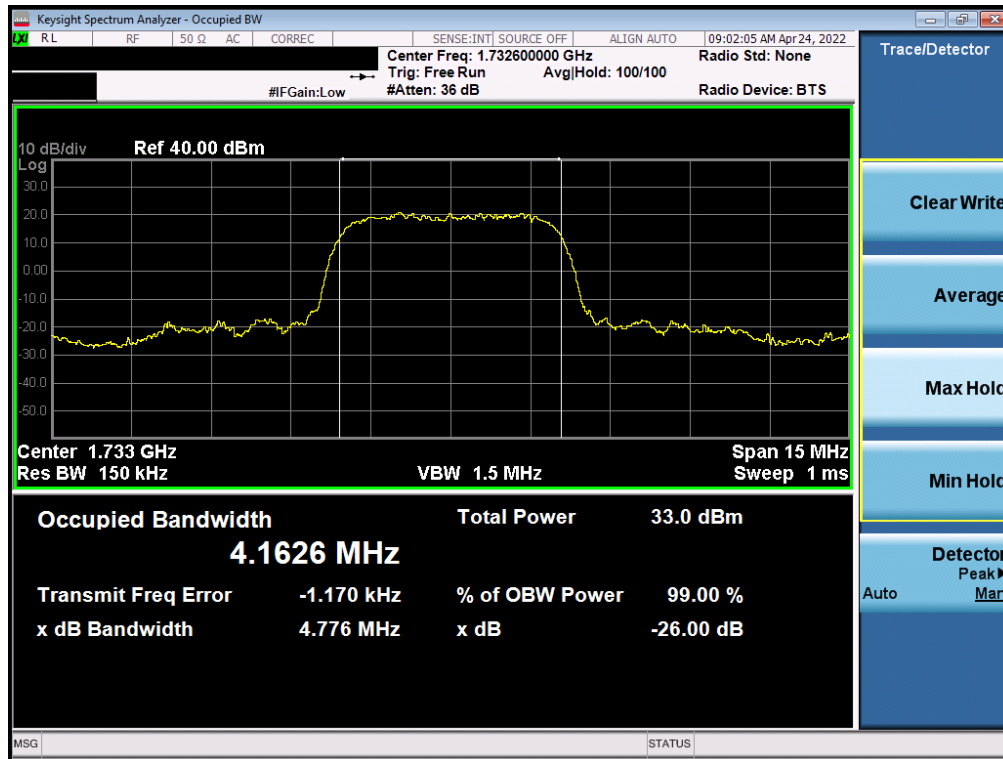 Keysight Spectrum Analyzer - Occupied BW
LXI RL RF 50 Ω AC CORREC SENSE:INT SOURCE OFF ALIGN AUTO 09:02:05 AM Apr 24, 2022
Center Freq: 1.732600000 GHz Radio Std: None
Trig: Free Run Avg|Hold: 100/100
#IFGain:Low #Atten: 36 dB Radio Device: BTS
10 dB/div Ref 40.00 dBm
Log
30.0
20.0
10.0
0.00
-10.0
-20.0
-30.0
-40.0
-50.0
Center 1.733 GHz Span 15 MHz
Res BW 150 kHz VBW 1.5 MHz Sweep 1 ms
Occupied Bandwidth Total Power 33.0 dBm
4.1626 MHz
Transmit Freq Error -1.170 kHz % of OBW Power 99.00 %
x dB Bandwidth 4.776 MHz x dB -26.00 dB
MSG STATUS
Trace/Detector
Clear Write
Average
Max Hold
Min Hold
Detector
Peak▶
Auto Man